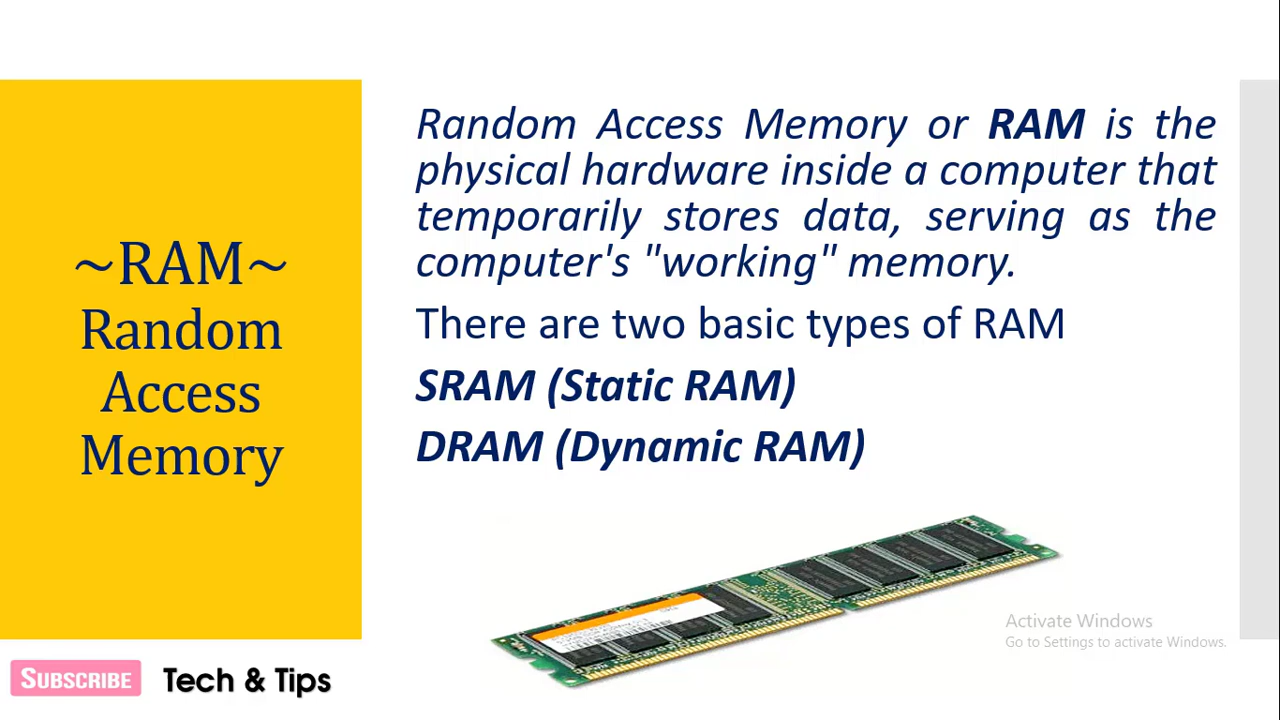 ~RAM~
Random
Access
Memory
Random Access Memory or RAM is the
physical hardware inside a computer that
temporarily stores data, serving as the
computer's "working" memory.
There are two basic types of RAM
SRAM (Static RAM)
DRAM (Dynamic RAM)
Activate Windows
Go to Settings to activate Windows.
SUBSCRIBE
Tech & Tips